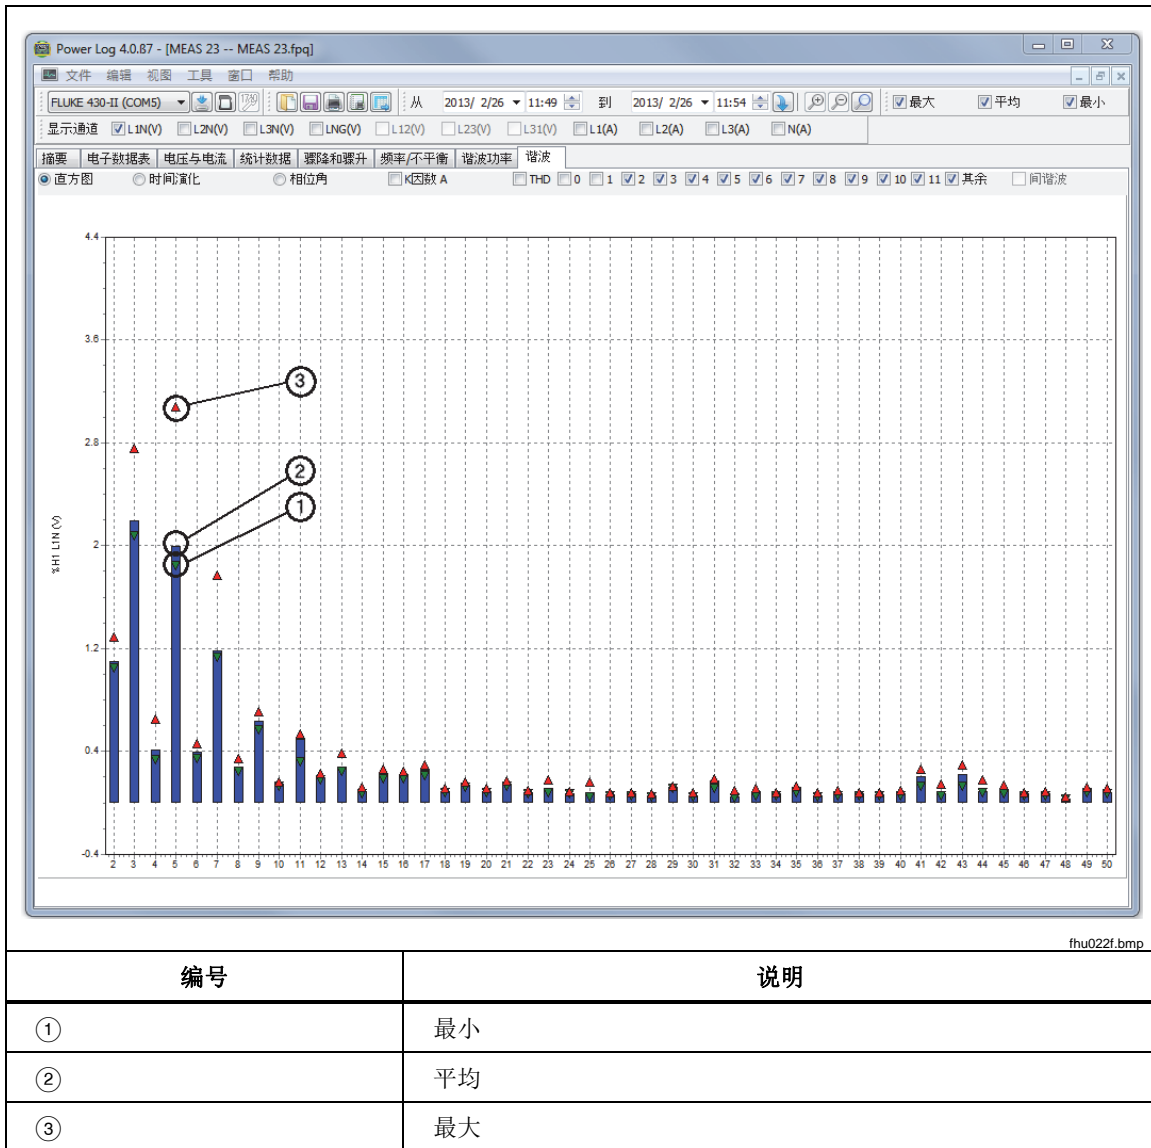 Power Log 4.0.87 - [MEAS 23 -- MEAS 23.fpq]
文件 编辑 视图 工具 窗口 帮助
FLUKE 430-II (COM5) 从 2013/ 2/26 11:49 到 2013/ 2/26 11:54 最大 平均 最小
显示通道 L1N(V) L2N(V) L3N(V) LNG(V) L12(V) L23(V) L31(V) L1(A) L2(A) L3(A) N(A)
摘要 电子数据表 电压与电流 统计数据 骤降和骤升 频率/不平衡 谐波功率 谐波
直方图 时间演化 相位角 K因数 A THD 0 1 2 3 4 5 6 7 8 9 10 11 其余 间谐波
4.4
3.6
③
2.8
②
①
2
%H1 L1N (V)
1.2
0.4
-0.4
2 3 4 5 6 7 8 9 10 11 12 13 14 15 16 17 18 19 20 21 22 23 24 25 26 27 28 29 30 31 32 33 34 35 36 37 38 39 40 41 42 43 44 45 46 47 48 49 50
fhu022f.bmp
编号 说明
① 最小
② 平均
③ 最大